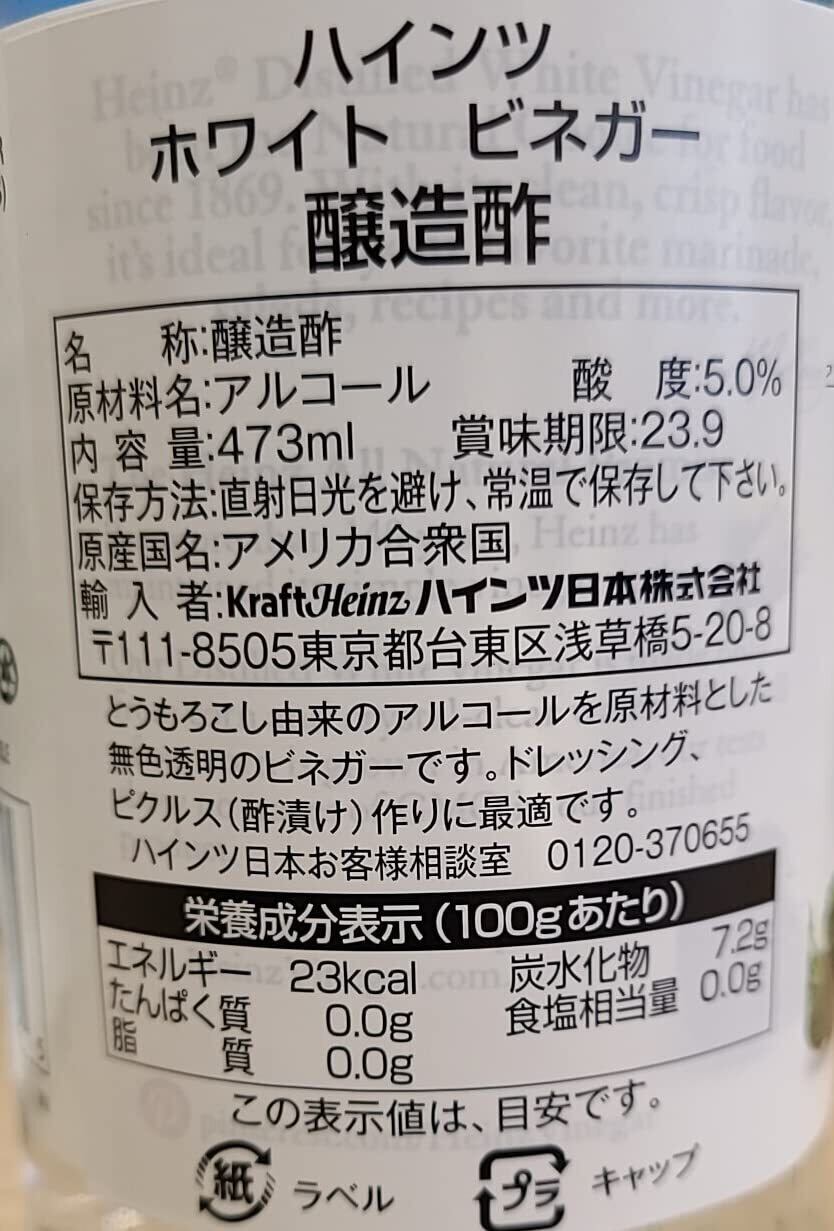 ハインツ
ホワイト ビネガー
醸造酢
名 称:醸造酢
原材料名:アルコール 酸 度:5.0%
内容量:473ml 賞味期限:23.9
保存方法:直射日光を避け、常温で保存して下さい。
原産国名:アメリカ合衆国
輸入者:KraftHeinz ハインツ日本株式会社
〒111-8505東京都台東区浅草橋5-20-8
とうもろこし由来のアルコールを原材料とした
無色透明のビネガーです。ドレッシング、
ピクルス(酢漬け)作りに最適です。
ハインツ日本お客様相談室 0120-370655
栄養成分表示(100gあたり)
エネルギー 23kcal 炭水化物 7.2g
たんぱく質 0.0g 食塩相当量 0.0g
脂 質 0.0g
この表示値は、目安です。
紙 ラベル プラ キャップ